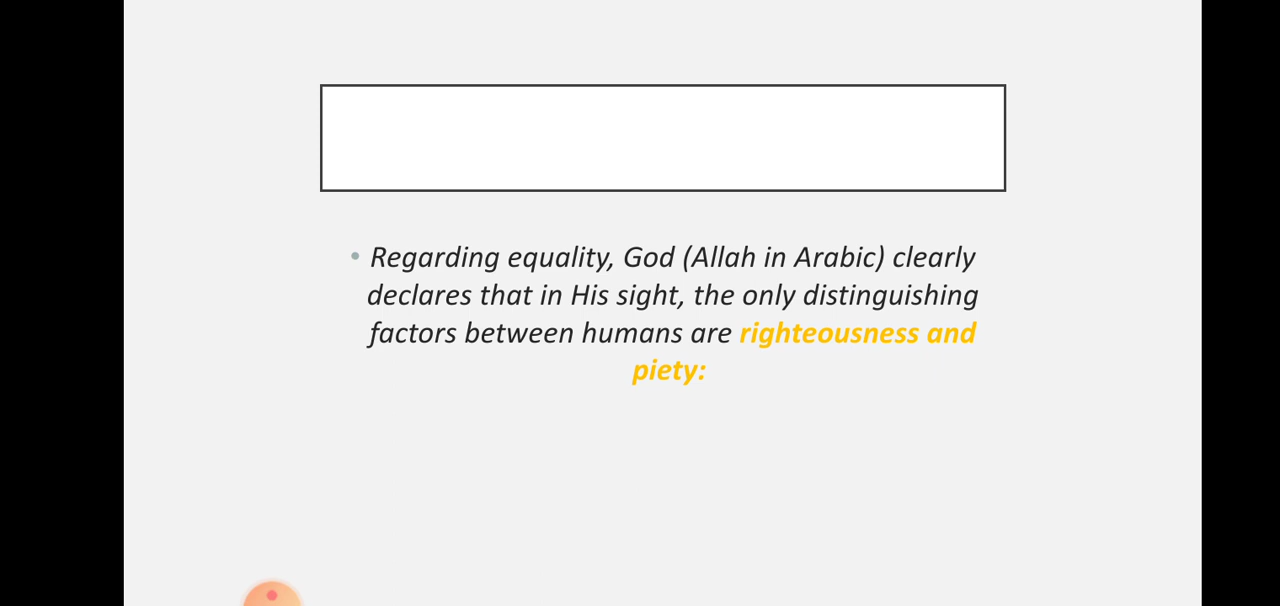 • Regarding equality, God (Allah in Arabic) clearly
declares that in His sight, the only distinguishing
factors between humans are righteousness and
piety: